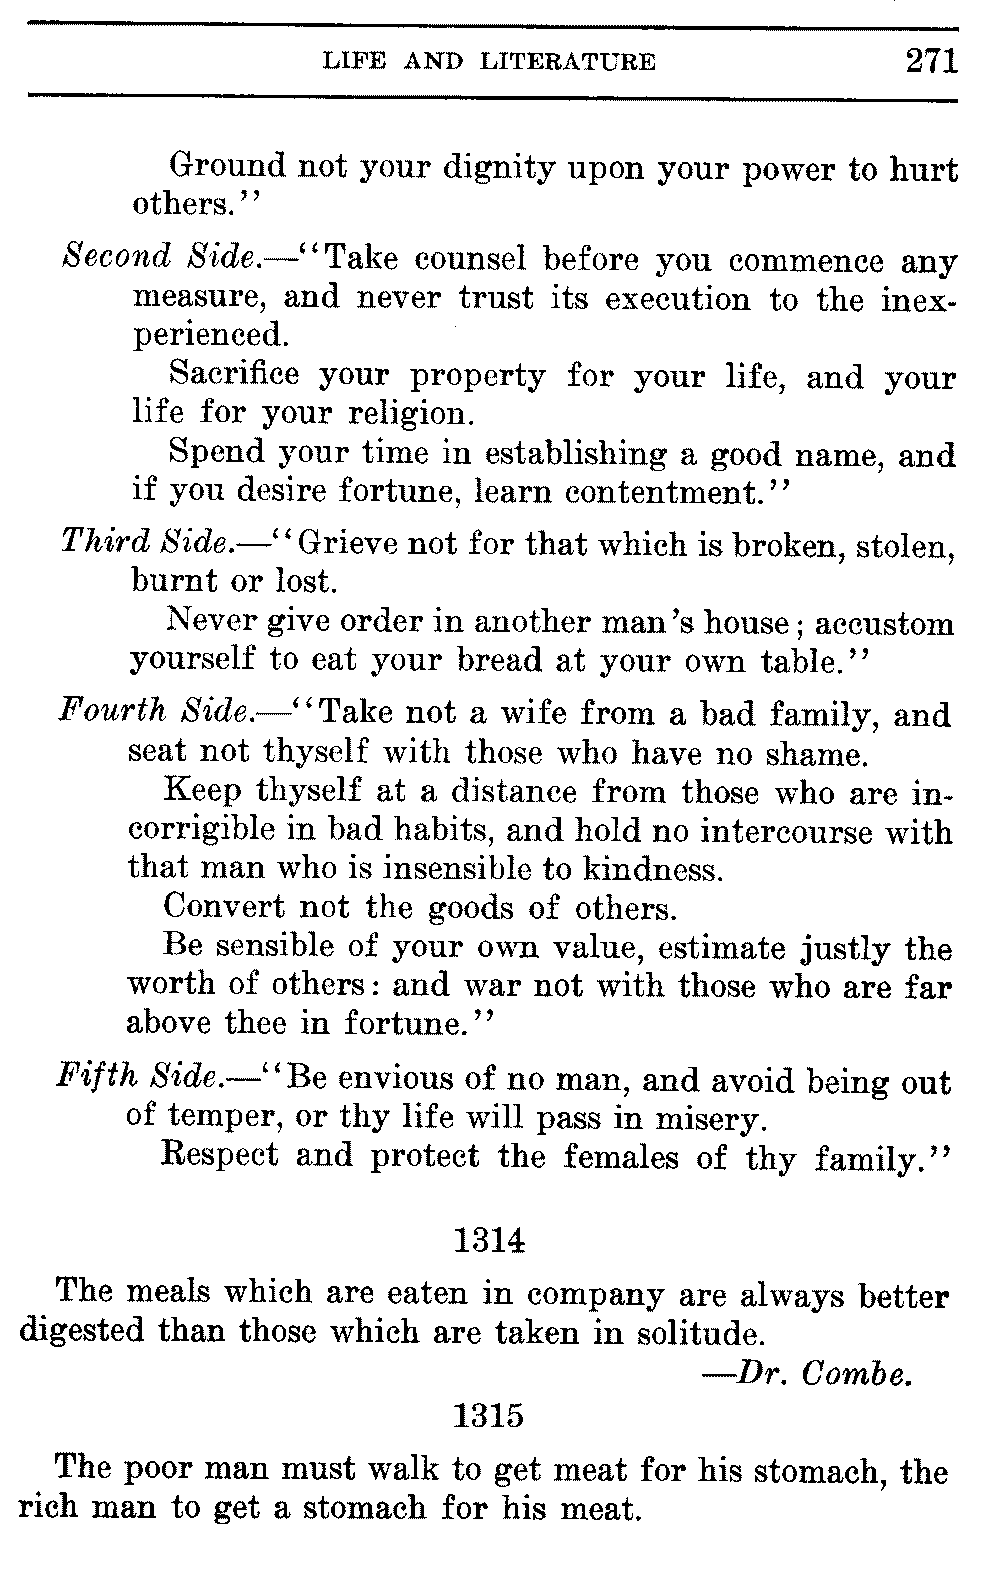 LIFE AND LITERATURE 271
Ground not your dignity upon your power to hurt
others.''
Second Side.—''Take counsel before you commence any
measure, and never trust its execution to the inex-
perienced.
Sacrifice your property for your life, and your
life for your religion.
Spend your time in establishing a good name, and
if you desire fortune, learn contentment.''
Third Side.—''Grieve not for that which is broken, stolen,
burnt or lost.
Never give order in another man's house; accustom
yourself to eat your bread at your own table.''
Fourth Side.—''Take not a wife from a bad family, and
seat not thyself with those who have no shame.
Keep thyself at a distance from those who are in-
corrigible in bad habits, and hold no intercourse with
that man who is insensible to kindness.
Convert not the goods of others.
Be sensible of your own value, estimate justly the
worth of others: and war not with those who are far
above thee in fortune.''
Fifth Side.—''Be envious of no man, and avoid being out
of temper, or thy life will pass in misery.
Respect and protect the females of thy family.''
1314
The meals which are eaten in company are always better
digested than those which are taken in solitude.
—Dr. Combe.
1315
The poor man must walk to get meat for his stomach, the
rich man to get a stomach for his meat.